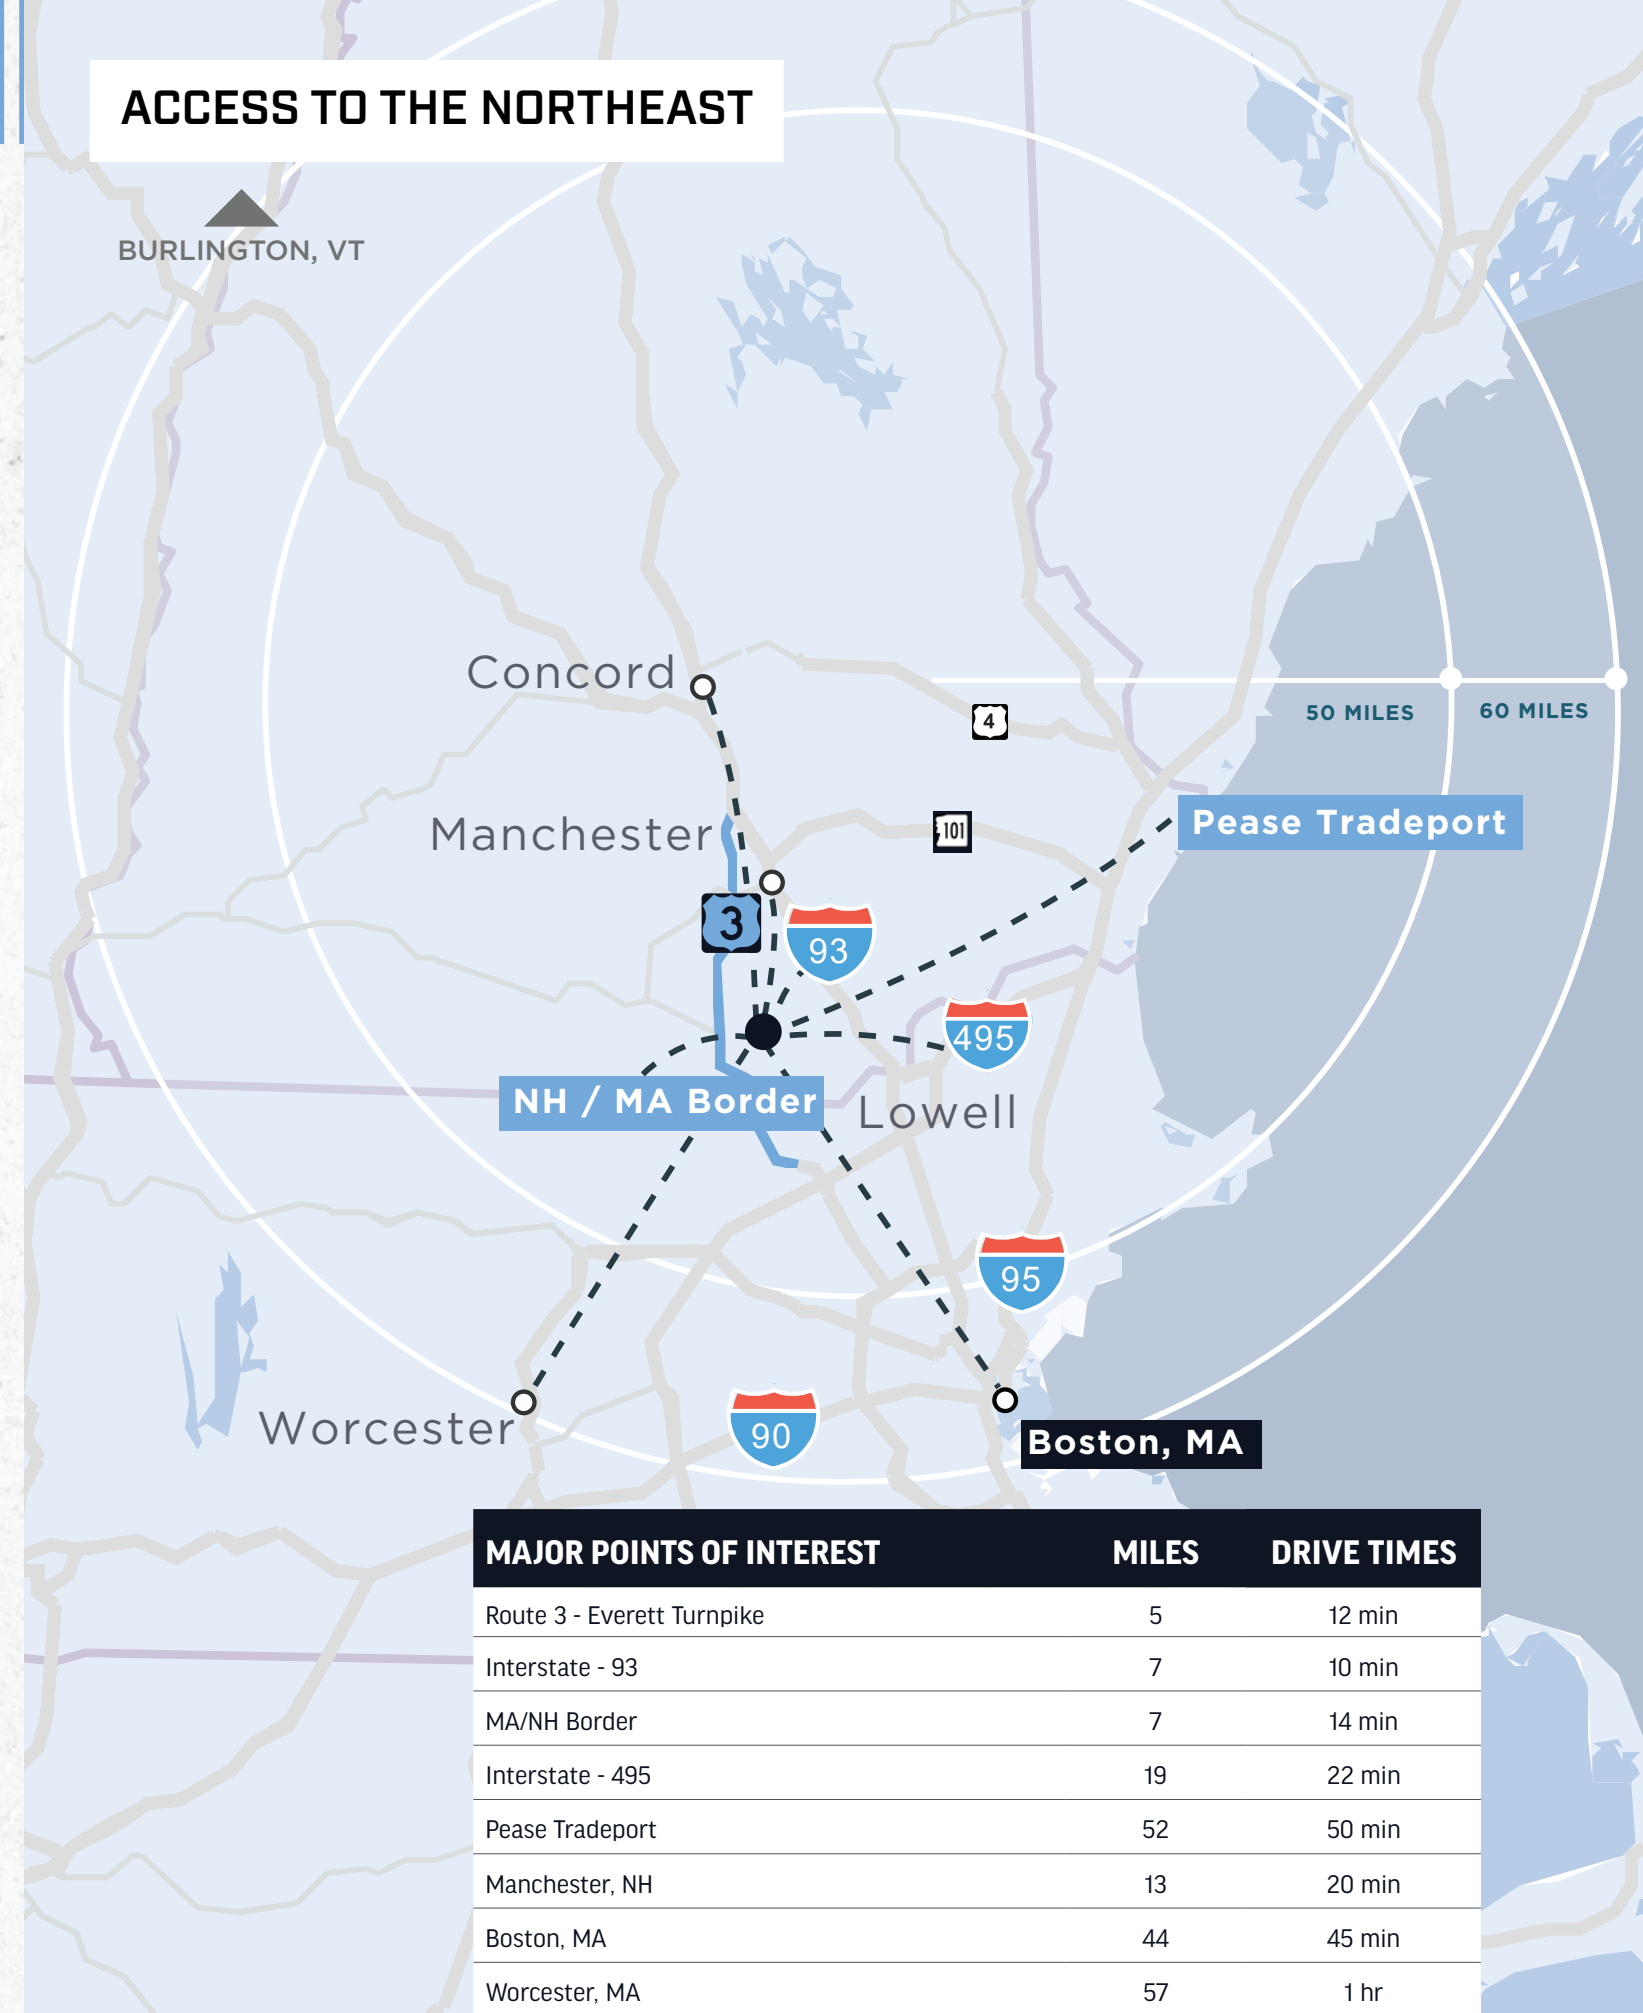 ACCESS TO THE NORTHEAST
BURLINGTON, VT
Concord
4
50 MILES
60 MILES
Manchester
101
Pease Tradeport
3
93
495
NH / MA Border
Lowell
95
Worcester
90
Boston, MA
MAJOR POINTS OF INTEREST MILES DRIVE TIMES
Route 3 - Everett Turnpike 5 12 min
Interstate - 93 7 10 min
MA/NH Border 7 14 min
Interstate - 495 19 22 min
Pease Tradeport 52 50 min
Manchester, NH 13 20 min
Boston, MA 44 45 min
Worcester, MA 57 1 hr